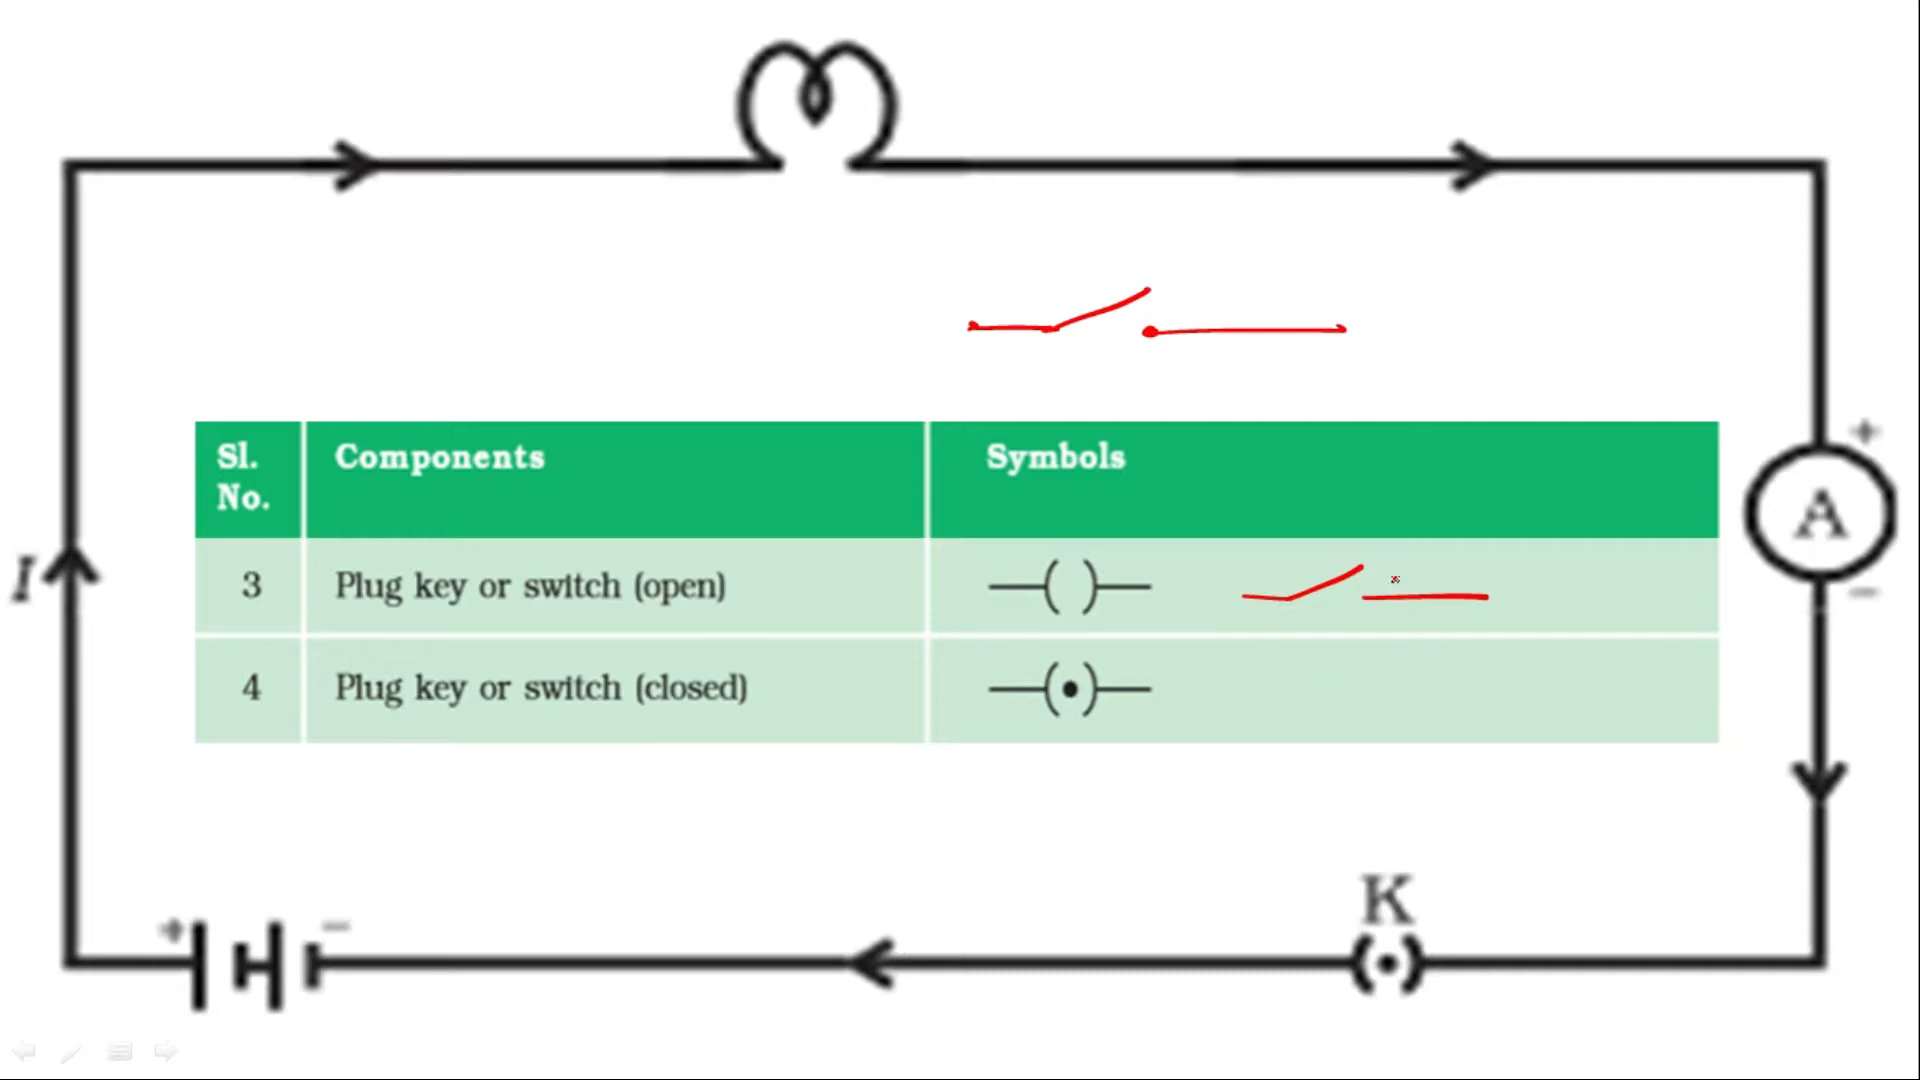 +
A
−
I
Sl. No. Components Symbols
3 Plug key or switch (open)
4 Plug key or switch (closed)
K
+ −